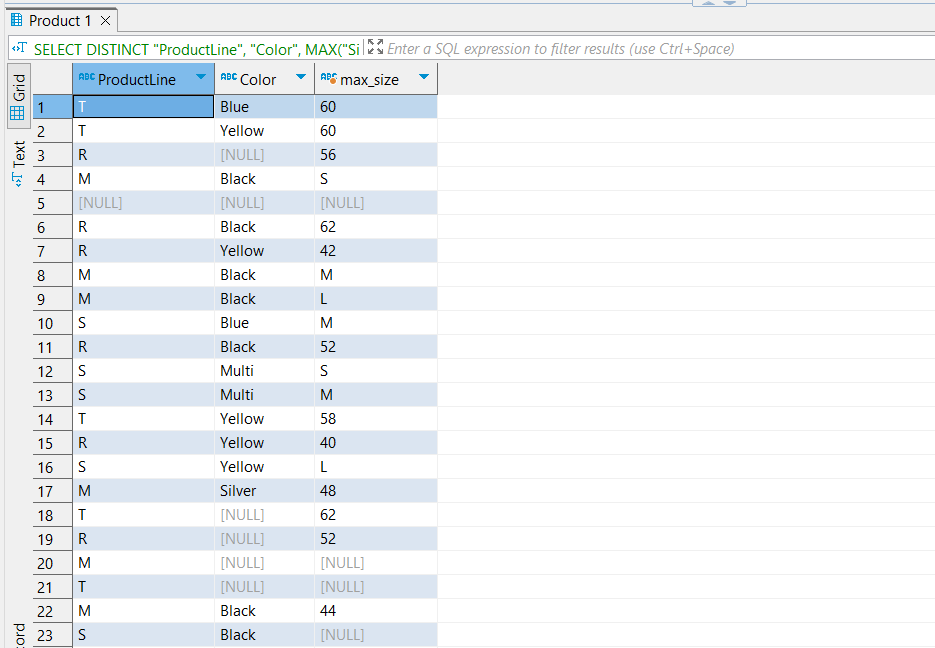 Product 1
SELECT DISTINCT "ProductLine", "Color", MAX("Si
Enter a SQL expression to filter results (use Ctrl+Space)
Grid
Text
ABC ProductLine ABC Color ABC max_size
1 T Blue 60
2 T Yellow 60
3 R [NULL] 56
4 M Black S
5 [NULL] [NULL] [NULL]
6 R Black 62
7 R Yellow 42
8 M Black M
9 M Black L
10 S Blue M
11 R Black 52
12 S Multi S
13 S Multi M
14 T Yellow 58
15 R Yellow 40
16 S Yellow L
17 M Silver 48
18 T [NULL] 62
19 R [NULL] 52
20 M [NULL] [NULL]
21 T [NULL] [NULL]
22 M Black 44
23 S Black [NULL]
ord